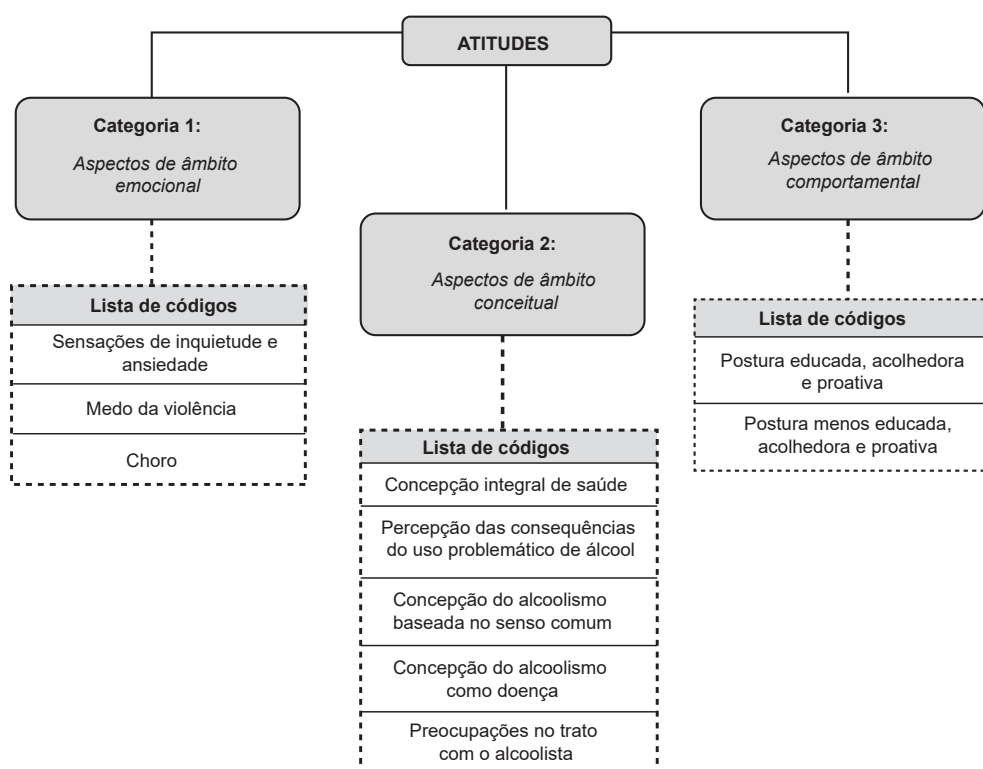 ATITUDES
Categoria 1:
Aspectos de âmbito
emocional
Lista de códigos
Sensações de inquietude e
ansiedade
Medo da violência
Choro
Categoria 2:
Aspectos de âmbito
conceitual
Lista de códigos
Concepção integral de saúde
Percepção das consequências
do uso problemático de álcool
Concepção do alcoolismo
baseada no senso comum
Concepção do alcoolismo
como doença
Preocupações no trato
com o alcoolista
Categoria 3:
Aspectos de âmbito
comportamental
Lista de códigos
Postura educada, acolhedora
e proativa
Postura menos educada,
acolhedora e proativa